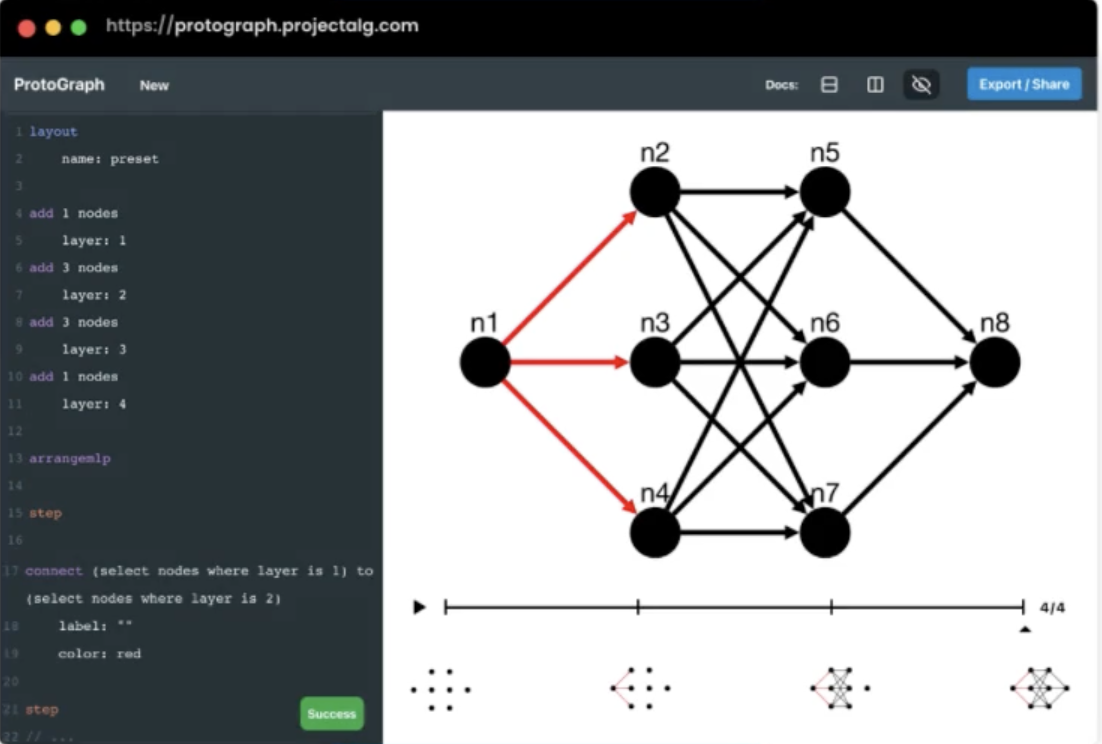 https://protograph.projectalg.com
ProtoGraph New Docs: Export / Share
1 layout
2 name: preset
3
4 add 1 nodes
5 layer: 1
6 add 3 nodes
7 layer: 2
8 add 3 nodes
9 layer: 3
10 add 1 nodes
11 layer: 4
12
13 arrangemlp
14
15 step
16
17 connect (select nodes where layer is 1) to
(select nodes where layer is 2)
18 label: ""
19 color: red
20
21 step
22 // ...
Success
n2 n5
n1 n3 n6 n8
n4 n7
4/4